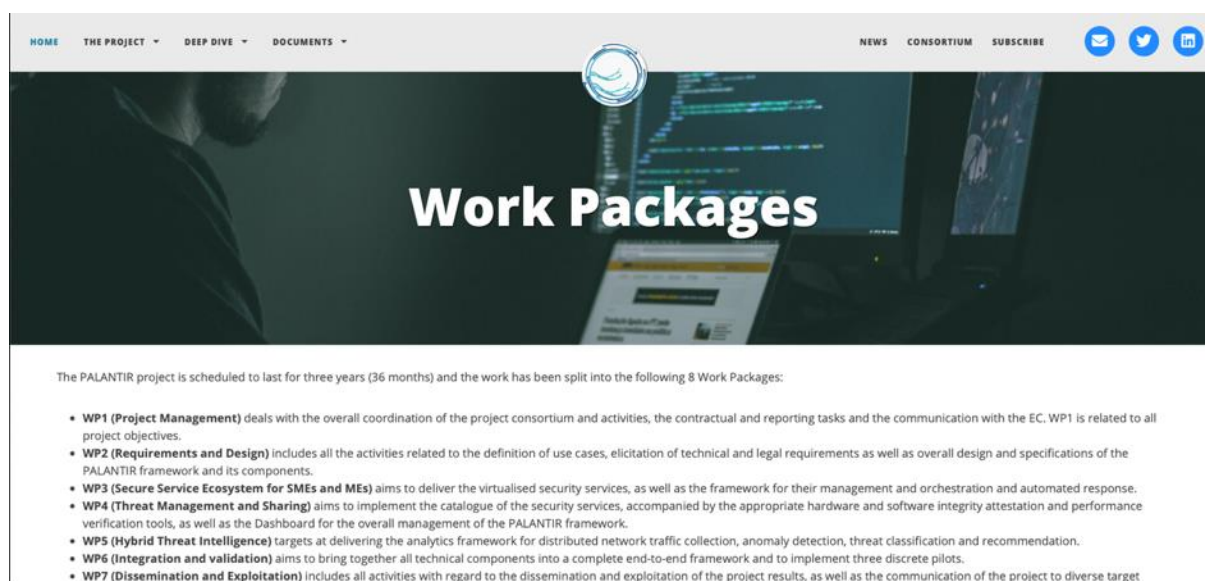 HOME THE PROJECT DEEP DIVE DOCUMENTS NEWS CONSORTIUM SUBSCRIBE
Work Packages
The PALANTIR project is scheduled to last for three years (36 months) and the work has been split into the following 8 Work Packages:
• WP1 (Project Management) deals with the overall coordination of the project consortium and activities, the contractual and reporting tasks and the communication with the EC. WP1 is related to all
project objectives.
• WP2 (Requirements and Design) includes all the activities related to the definition of use cases, elicitation of technical and legal requirements as well as overall design and specifications of the
PALANTIR framework and its components.
• WP3 (Secure Service Ecosystem for SMEs and MEs) aims to deliver the virtualised security services, as well as the framework for their management and orchestration and automated response.
• WP4 (Threat Management and Sharing) aims to implement the catalogue of the security services, accompanied by the appropriate hardware and software integrity attestation and performance
verification tools, as well as the Dashboard for the overall management of the PALANTIR framework.
• WP5 (Hybrid Threat Intelligence) targets at delivering the analytics framework for distributed network traffic collection, anomaly detection, threat classification and recommendation.
• WP6 (Integration and validation) aims to bring together all technical components into a complete end-to-end framework and to implement three discrete pilots.
• WP7 (Dissemination and Exploitation) includes all activities with regard to the dissemination and exploitation of the project results, as well as the communication of the project to diverse target